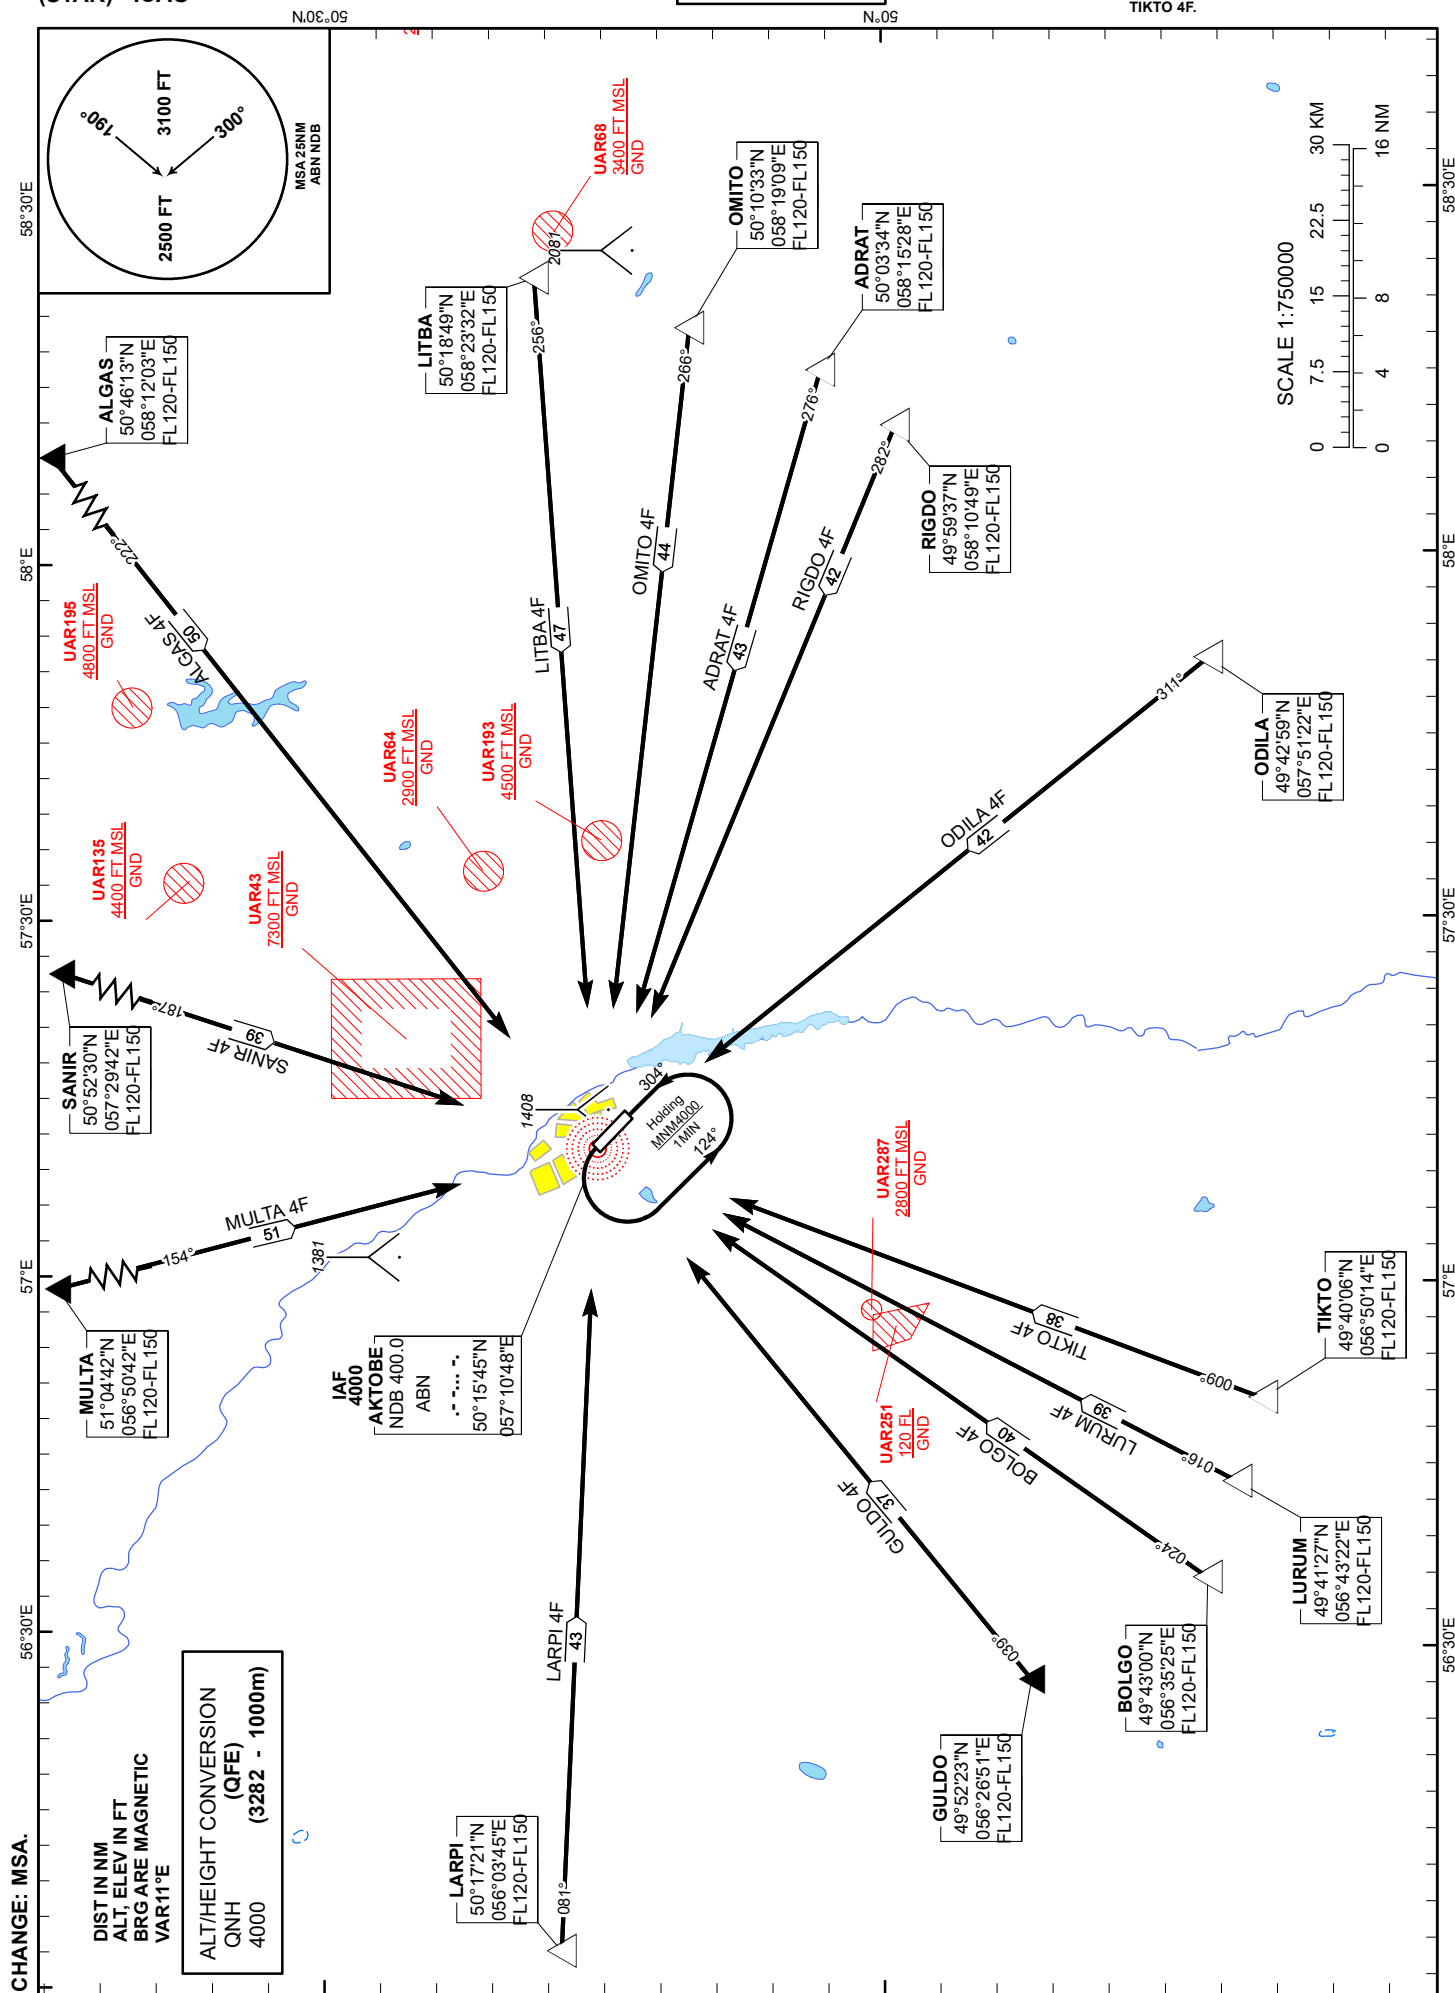 (STAR) - ICAO
TIKTO 4F.
50°30'N
50°N
58°30'E
58°E
57°30'E
57°E
56°30'E
58°30'E
58°E
57°30'E
57°E
56°30'E
190°
300°
2500 FT
3100 FT
MSA 25NM
ABN NDB
ALGAS
50°46'13"N
058°12'03"E
FL120-FL150
222°
50
ALGAS 4F
SANIR
50°52'30"N
057°29'42"E
FL120-FL150
187°
39
SANIR 4F
MULTA
51°04'42"N
056°50'42"E
FL120-FL150
154°
MULTA 4F
51
LITBA
50°18'49"N
058°23'32"E
FL120-FL150
256°
LITBA 4F
47
OMITO
50°10'33"N
058°19'09"E
FL120-FL150
266°
OMITO 4F
44
ADRAT
50°03'34"N
058°15'28"E
FL120-FL150
276°
ADRAT 4F
43
RIGDO
49°59'37"N
058°10'49"E
FL120-FL150
282°
RIGDO 4F
42
ODILA
49°42'59"N
057°51'22"E
FL120-FL150
311°
ODILA 4F
42
TIKTO
49°40'06"N
056°50'14"E
FL120-FL150
009°
38
TIKTO 4F
LURUM
49°41'27"N
056°43'22"E
FL120-FL150
016°
39
LURUM 4F
BOLGO
49°43'00"N
056°35'25"E
FL120-FL150
024°
40
BOLGO 4F
GULDO
49°52'23"N
056°26'51"E
FL120-FL150
039°
37
GULDO 4F
LARPI
50°17'21"N
056°03'45"E
FL120-FL150
081°
LARPI 4F
43
UAR68
3400 FT MSL
GND
UAR195
4800 FT MSL
GND
UAR135
4400 FT MSL
GND
UAR43
7300 FT MSL
GND
UAR64
2900 FT MSL
GND
UAR193
4500 FT MSL
GND
UAR287
2800 FT MSL
GND
UAR251
120 FL
GND
2081
1408
1381
304°
Holding
MNM4000
1MIN
124°
IAF
4000
AKTOBE
NDB 400.0
ABN
.- -... -.
50°15'45"N
057°10'48"E
SCALE 1:750000
0 7.5 15 22.5 30 KM
0 4 8 16 NM
CHANGE: MSA.
DIST IN NM
ALT, ELEV IN FT
BRG ARE MAGNETIC
VAR11°E
ALT/HEIGHT CONVERSION
QNH (QFE)
4000 (3282 - 1000m)